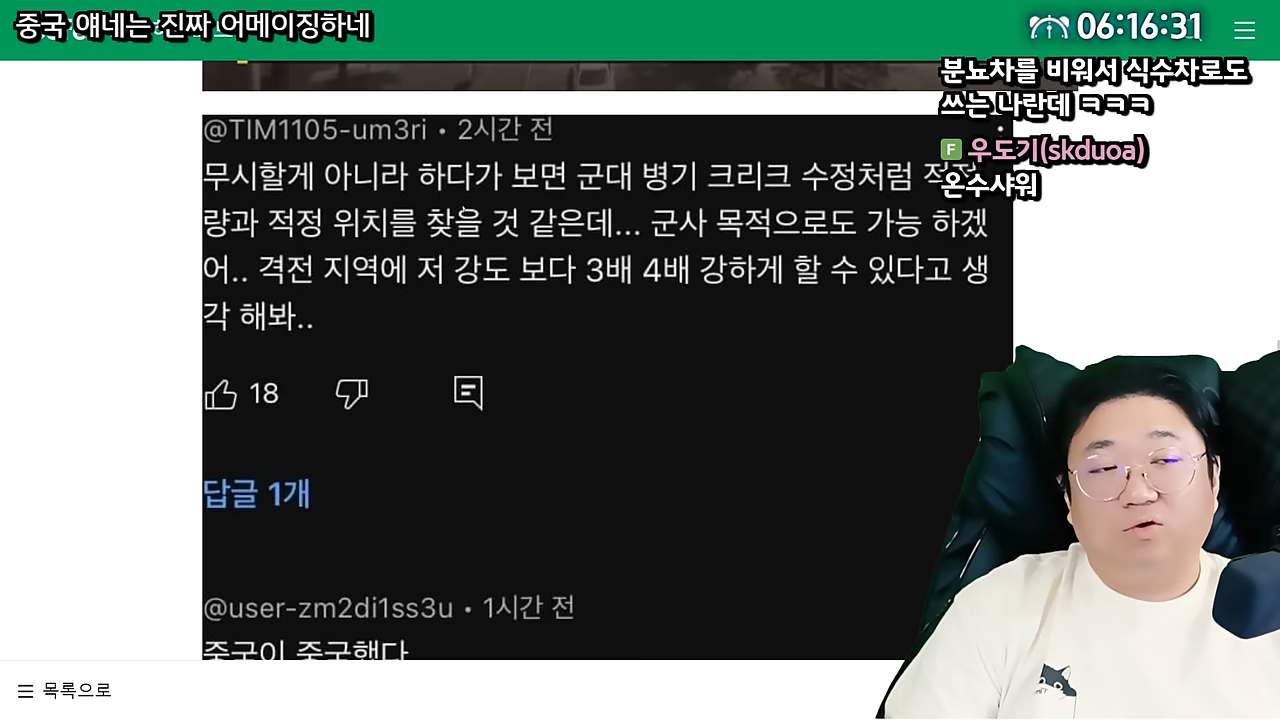 중국 얘네는 진짜 어메이징하네
06:16:31
분뇨차를 비워서 식수차로도
쓰는 나란데 ㅋㅋㅋ
F 우도기(skduoa)
온수샤워
@TIM1105-um3ri • 2시간 전
무시할게 아니라 하다가 보면 군대 병기 크리크 수정처럼
량과 적정 위치를 찾을 것 같은데... 군사 목적으로도 가능 하겠
어.. 격전 지역에 저 강도 보다 3배 4배 강하게 할 수 있다고 생
각 해봐..
18
답글 1개
@user-zm2di1ss3u • 1시간 전
중국이 중국했다
목록으로